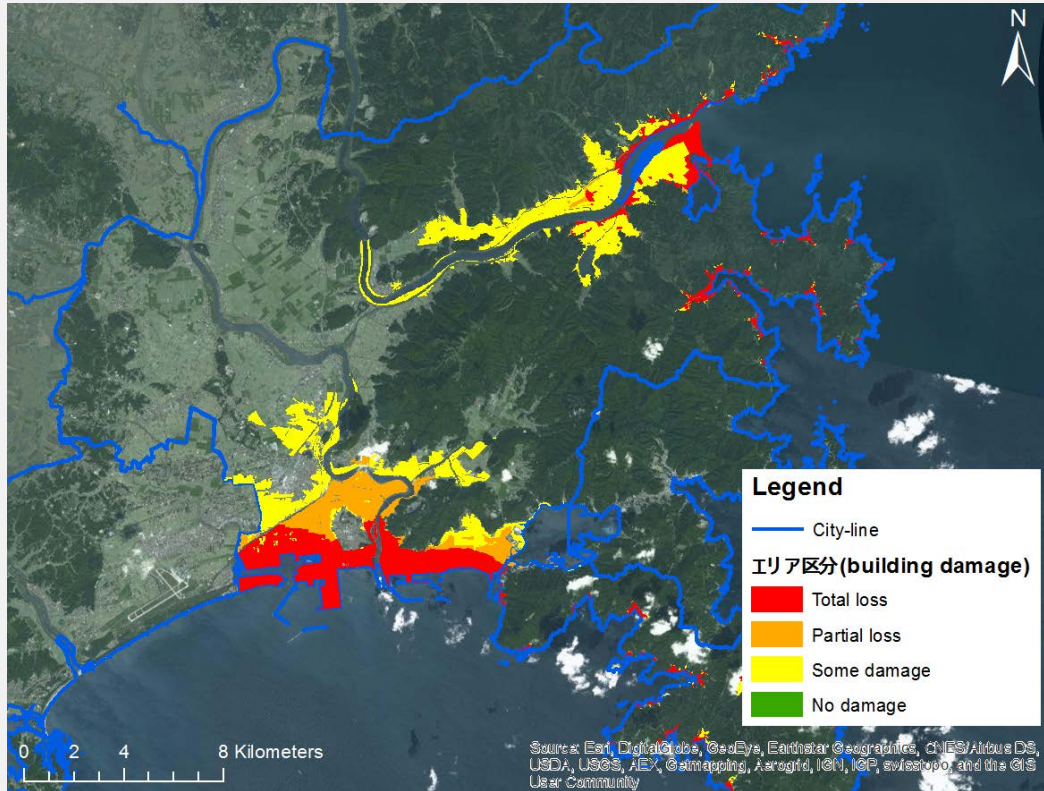 N
Legend
City-line
エリア区分(building damage)
Total loss
Partial loss
Some damage
No damage
0 2 4 8 Kilometers
Source: Esri, DigitalGlobe, GeoEye, Earthstar Geographics, CNES/Airbus DS,
USDA, USGS, AEX, Getmapping, Aerogrid, IGN, IGP, swisstopo, and the GIS
User Community